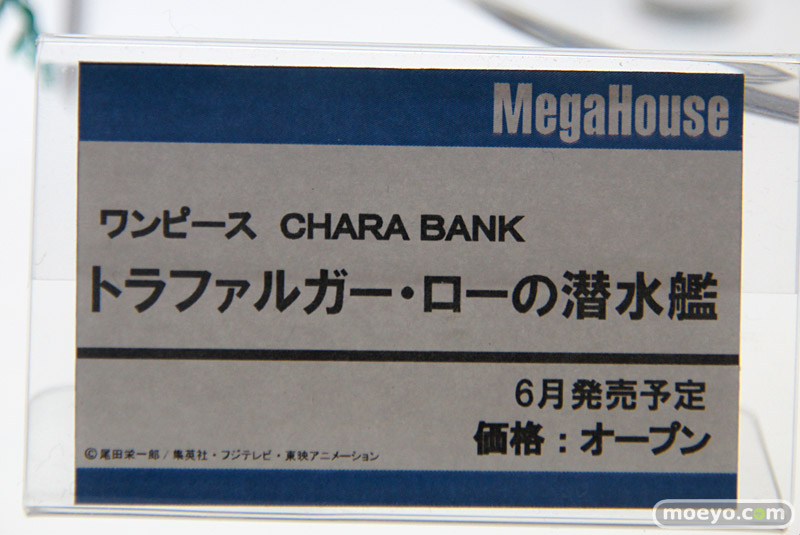 MegaHouse
ワンピース CHARA BANK
トラファルガー・ローの潜水艦
6月発売予定
価格：オープン
©尾田栄一郎/集英社・フジテレビ・東映アニメーション
moeyo.com